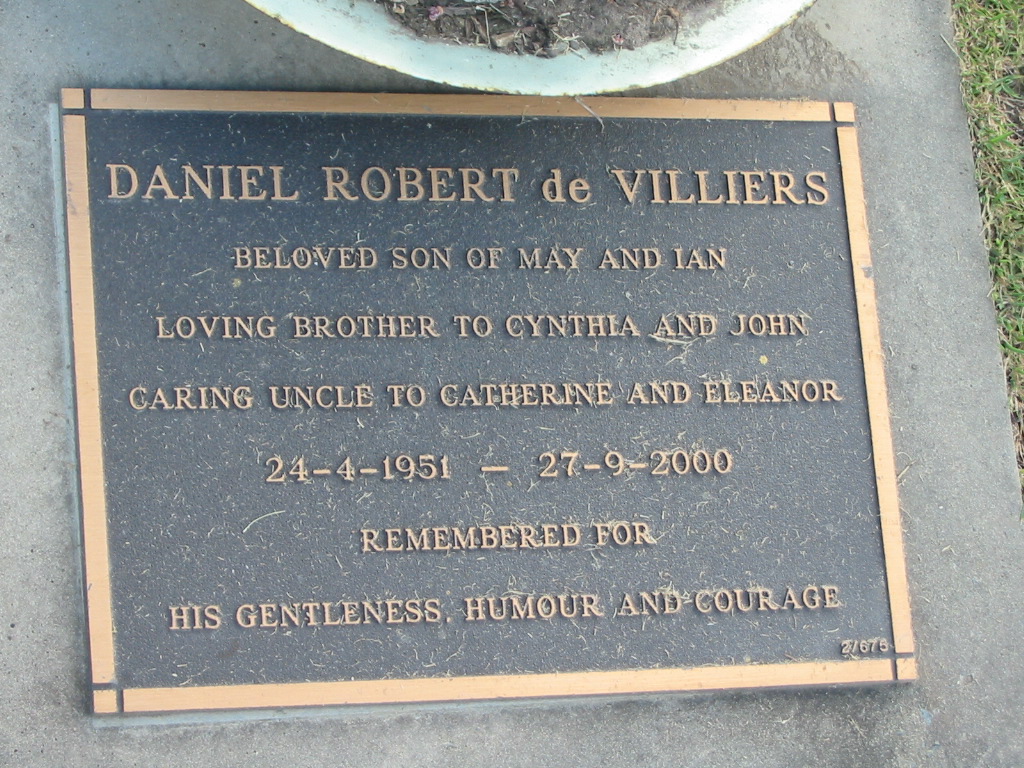 DANIEL ROBERT de VILLIERS
BELOVED SON OF MAY AND IAN
LOVING BROTHER TO CYNTHIA AND JOHN
CARING UNCLE TO CATHERINE AND ELEANOR
24-4-1951 — 27-9-2000
REMEMBERED FOR
HIS GENTLENESS, HUMOUR AND COURAGE
27676